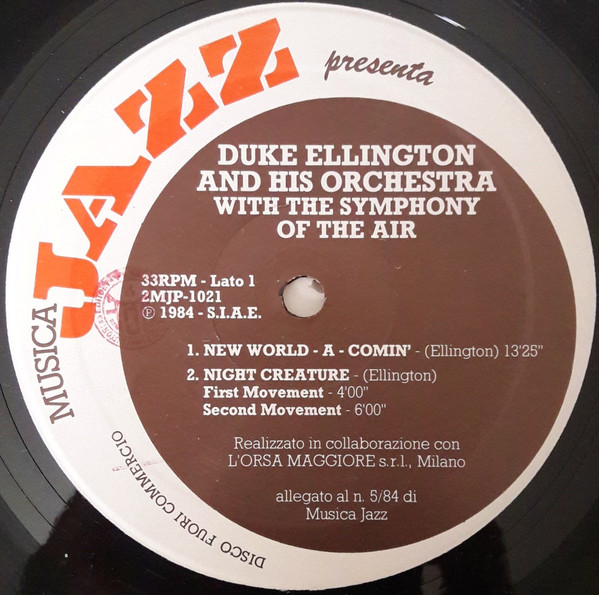 MUSICA JAZZ
presenta
DUKE ELLINGTON
AND HIS ORCHESTRA
WITH THE SYMPHONY
OF THE AIR
33RPM - Lato 1
2MJP-1021
℗ 1984 - S.I.A.E.
1. NEW WORLD - A - COMIN' - (Ellington) 13'25"
2. NIGHT CREATURE - (Ellington)
First Movement - 4'00"
Second Movement - 6'00"
Realizzato in collaborazione con
L'ORSA MAGGIORE s.r.l., Milano
allegato al n. 5/84 di
Musica Jazz
DISCO FUORI COMMERCIO